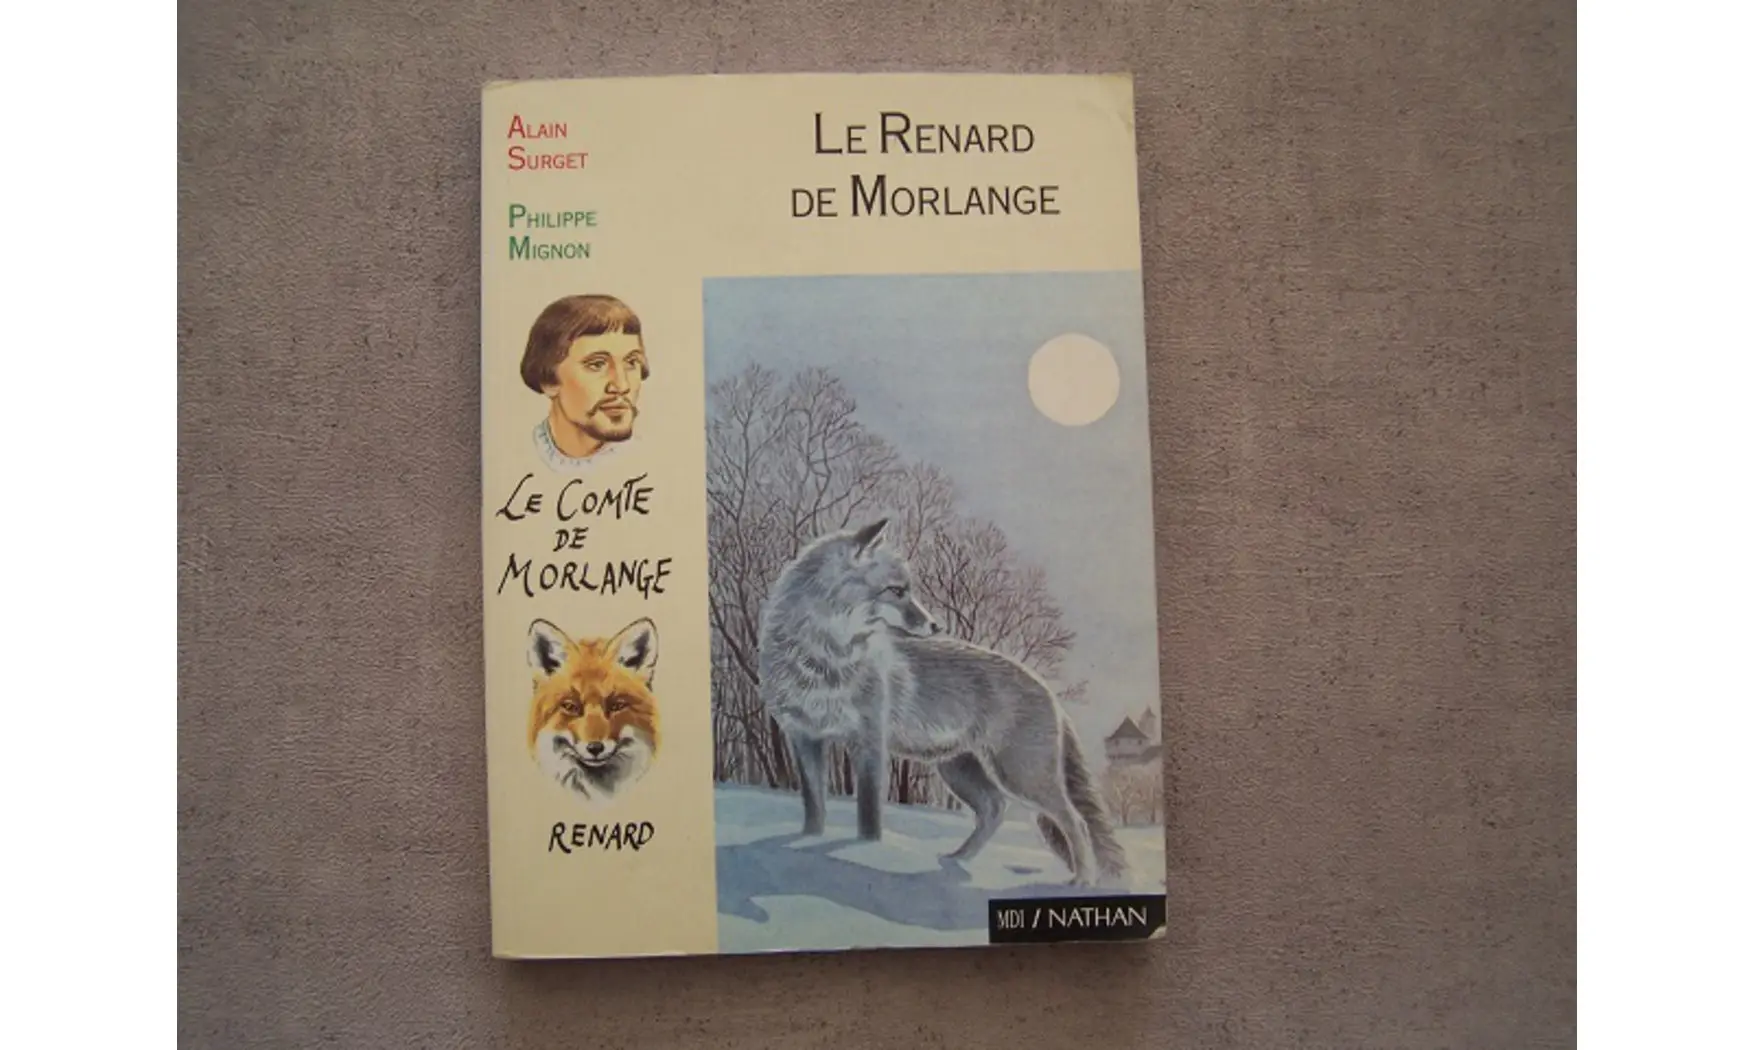 Alain
Surget
Philippe
Mignon
Le Renard
de Morlange
Le Comte
de
Morlange
Renard
MDI / NATHAN